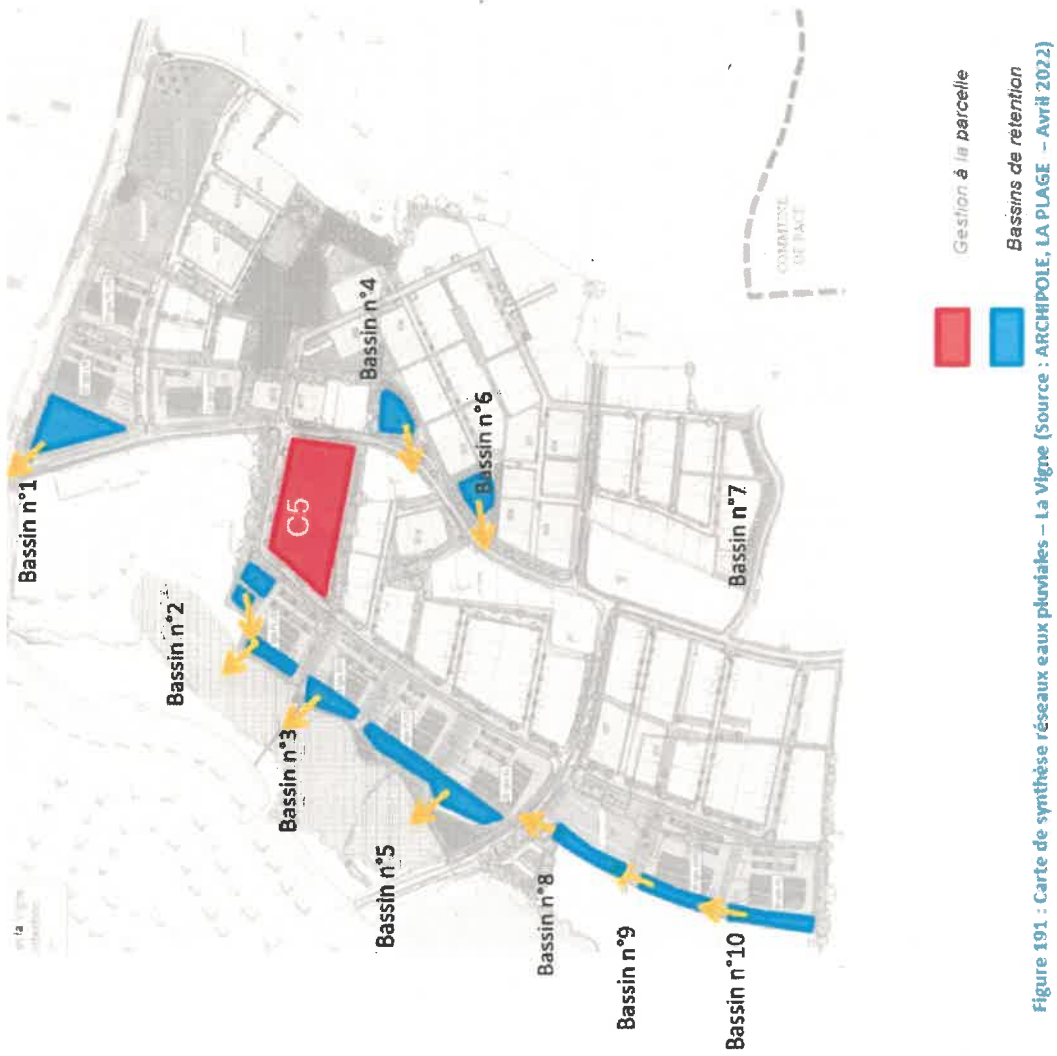 Bassin n°1
Bassin n°2
Bassin n°3
Bassin n°4
Bassin n°5
Bassin n°6
Bassin n°7
Bassin n°8
Bassin n°9
Bassin n°10
C5
COMMUNE
DE PACE
Gestion à la parcelle
Bassins de rétention
Figure 191 : Carte de synthèse réseaux eaux pluviales – La Vigne (Source : ARCHIPOLE, LA PLAGE – Avril 2022)